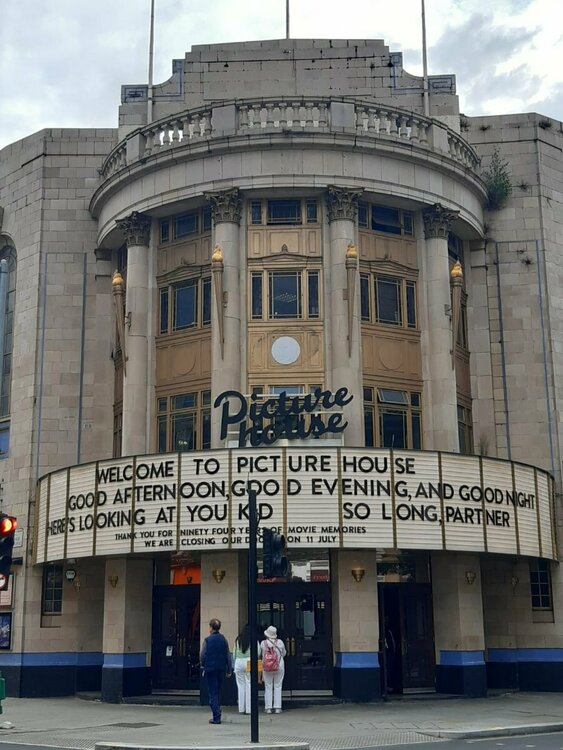 Picture
house
WELCOME TO PICTURE HOUSE
GOOD AFTERNOON, GOOD EVENING, AND GOOD NIGHT
HERE'S LOOKING AT YOU KID SO LONG, PARTNER
THANK YOU FOR NINETY FOUR YEARS OF MOVIE MEMORIES
WE ARE CLOSING OUR DOORS ON 11 JULY